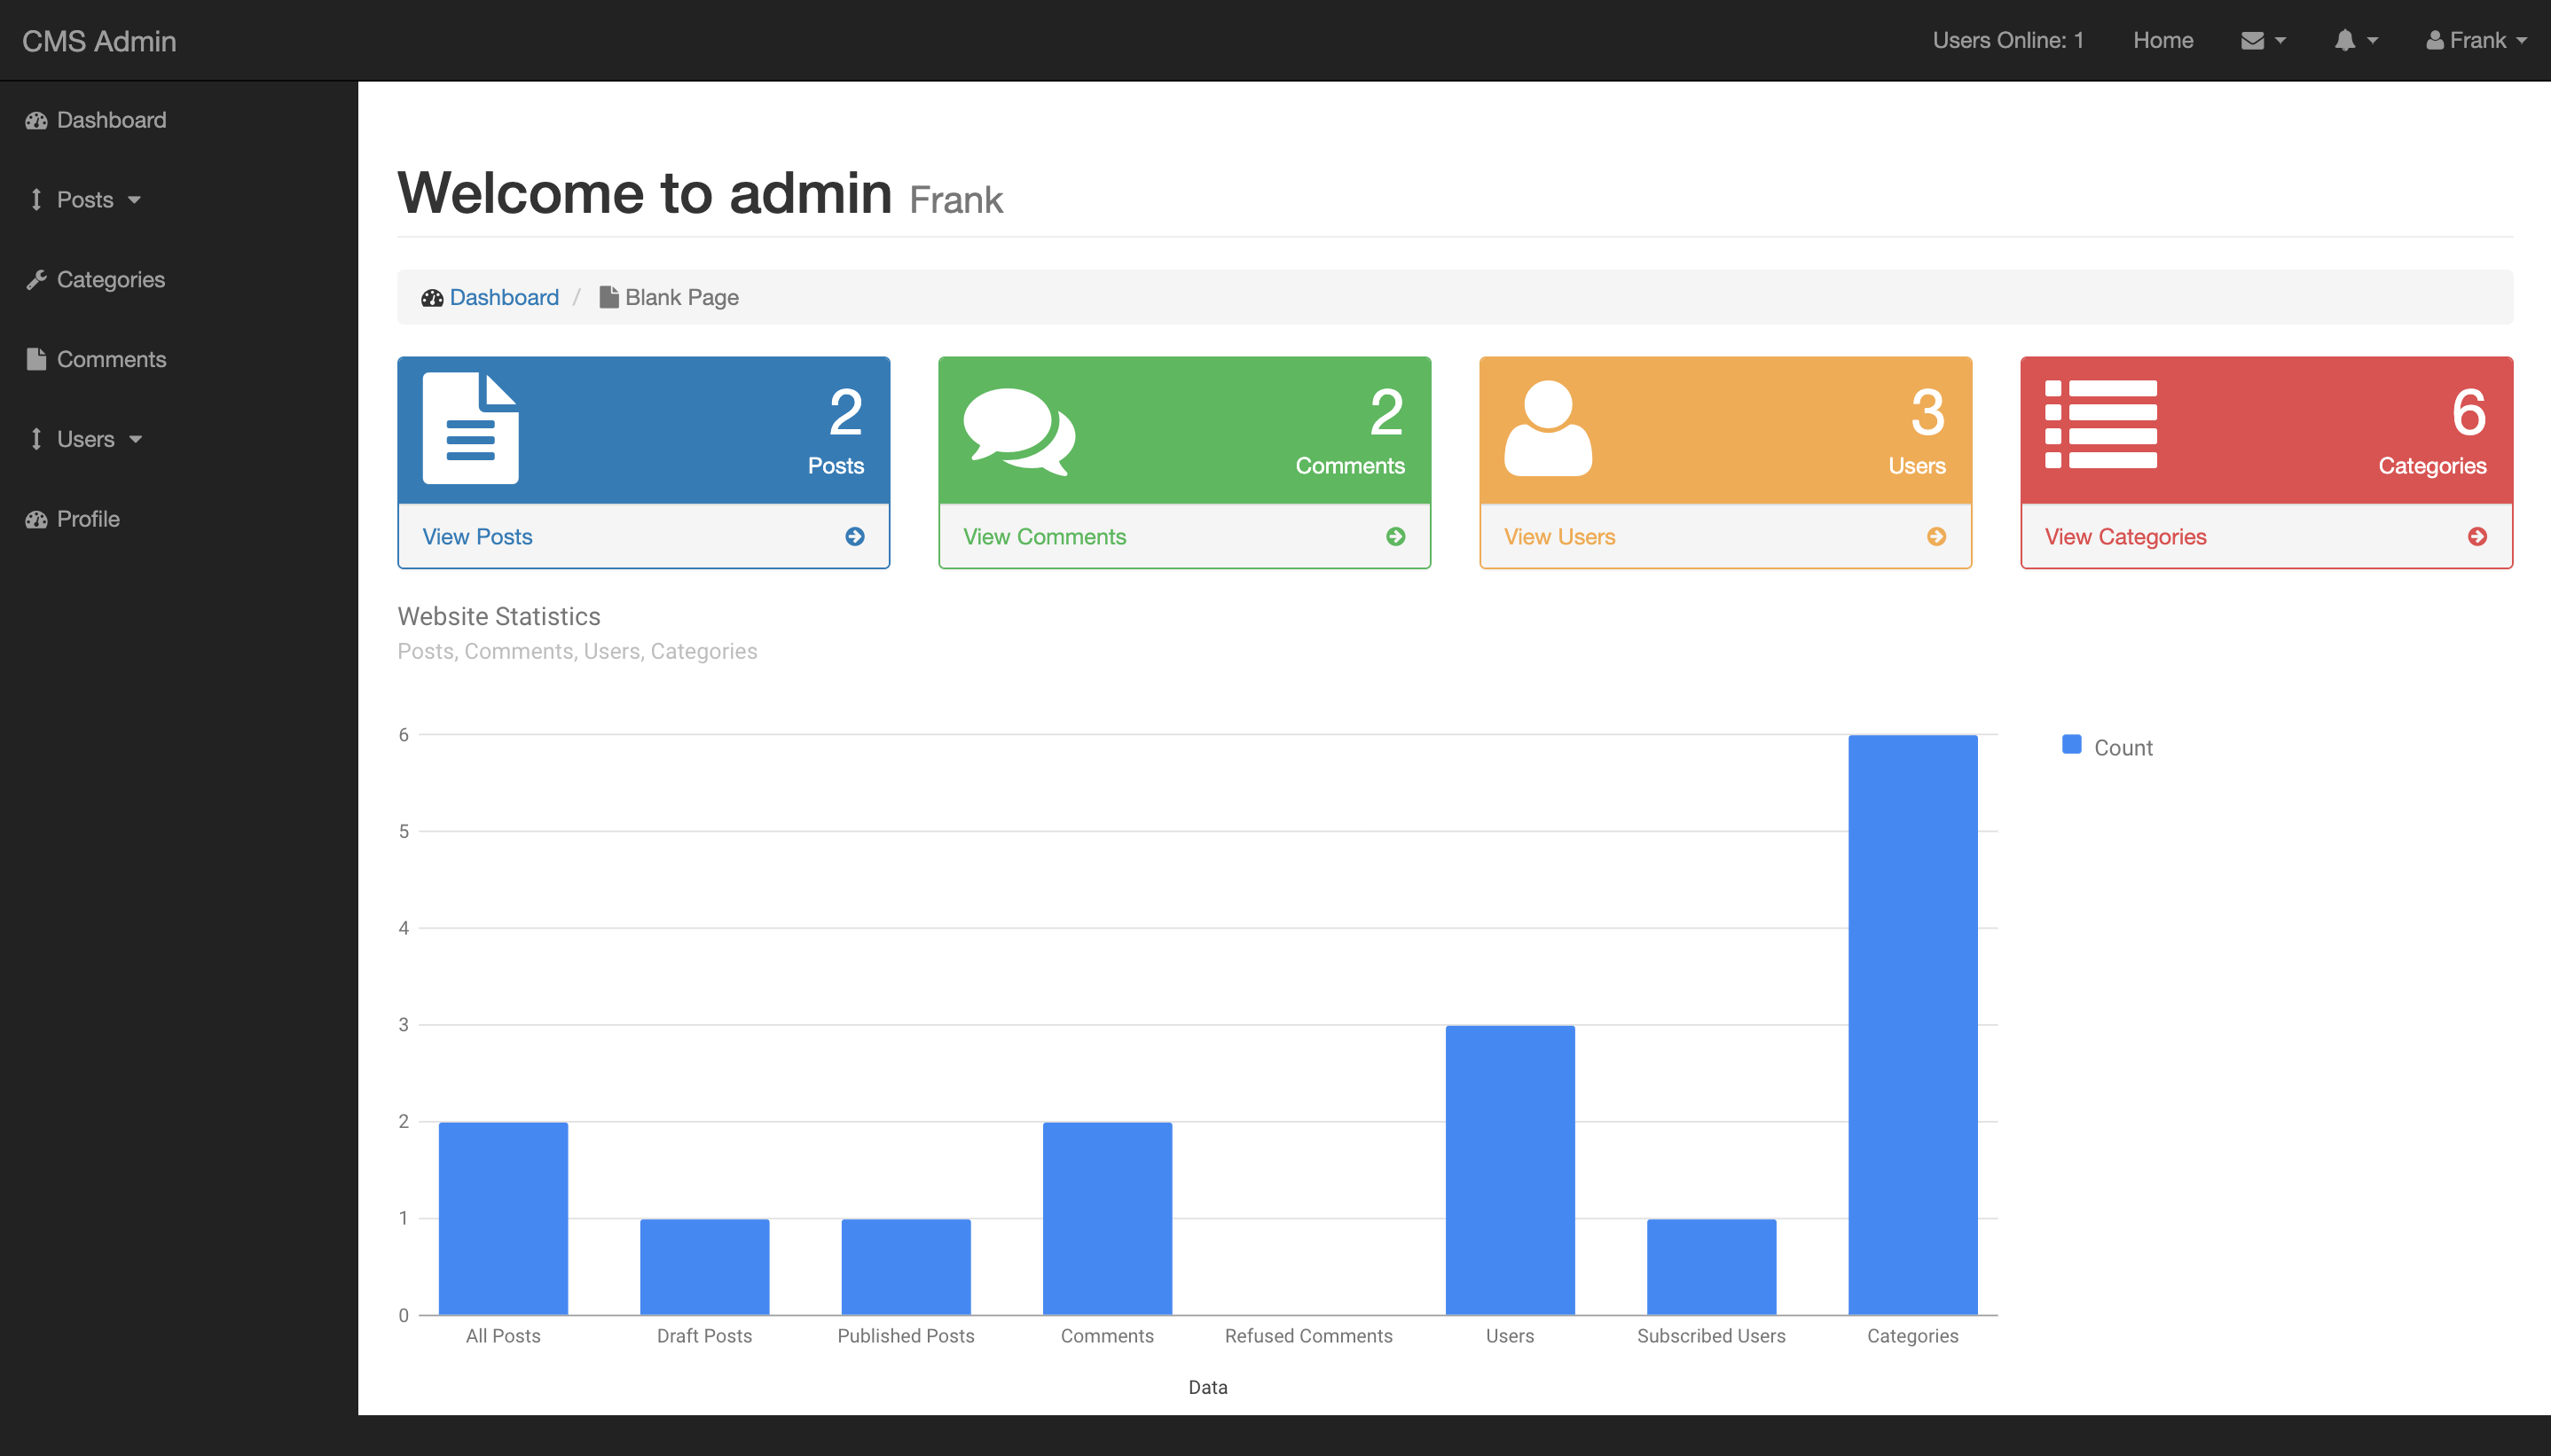 CMS Admin
Users Online: 1
Home
Frank
Dashboard
Posts
Categories
Comments
Users
Profile
Welcome to admin Frank
Dashboard / Blank Page
2
Posts
View Posts
2
Comments
View Comments
3
Users
View Users
6
Categories
View Categories
Website Statistics
Posts, Comments, Users, Categories
6
5
4
3
2
1
0
Count
All Posts
Draft Posts
Published Posts
Comments
Refused Comments
Users
Subscribed Users
Categories
Data